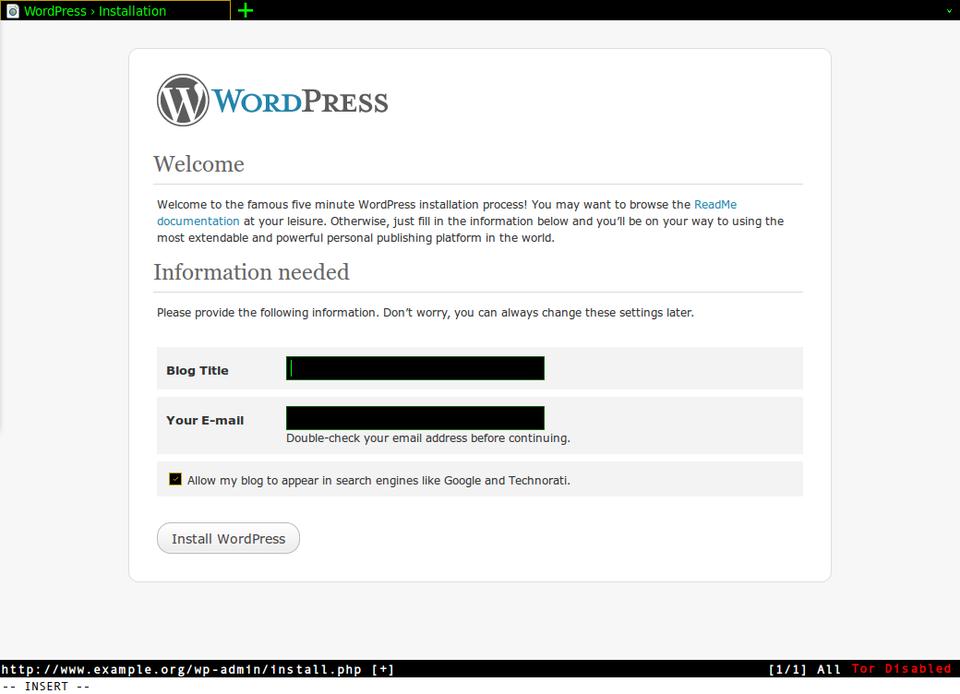 WordPress › Installation
WORDPRESS
Welcome
Welcome to the famous five minute WordPress installation process! You may want to browse the ReadMe
documentation at your leisure. Otherwise, just fill in the information below and you'll be on your way to using the
most extendable and powerful personal publishing platform in the world.
Information needed
Please provide the following information. Don't worry, you can always change these settings later.
Blog Title
Your E-mail
Double-check your email address before continuing.
Allow my blog to appear in search engines like Google and Technorati.
Install WordPress
http://www.example.org/wp-admin/install.php [+] [1/1] All Tor Disabled
-- INSERT --